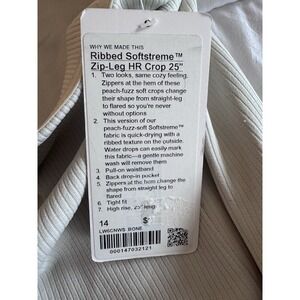 WHY WE MADE THIS
Ribbed Softstreme™
Zip-Leg HR Crop 25"
1. Two looks, same cozy feeling.
Zippers at the hem of these
peach-fuzz-soft crops change
their shape from straight-leg
to flared so you're never
without options
2. This version of our
peach-fuzz-soft Softstreme™
fabric is quick-drying with a
ribbed texture on the outside.
Water drops can easily mark
this fabric—a gentle machine
wash will remove them
3. Pull-on waistband
4. Back drop-in pocket
5. Zippers at the hem change the
shape from straight leg to
flared
6. Tight fit
7. High rise, 25" length
14
$
LW6CNWS BONE
000147032121